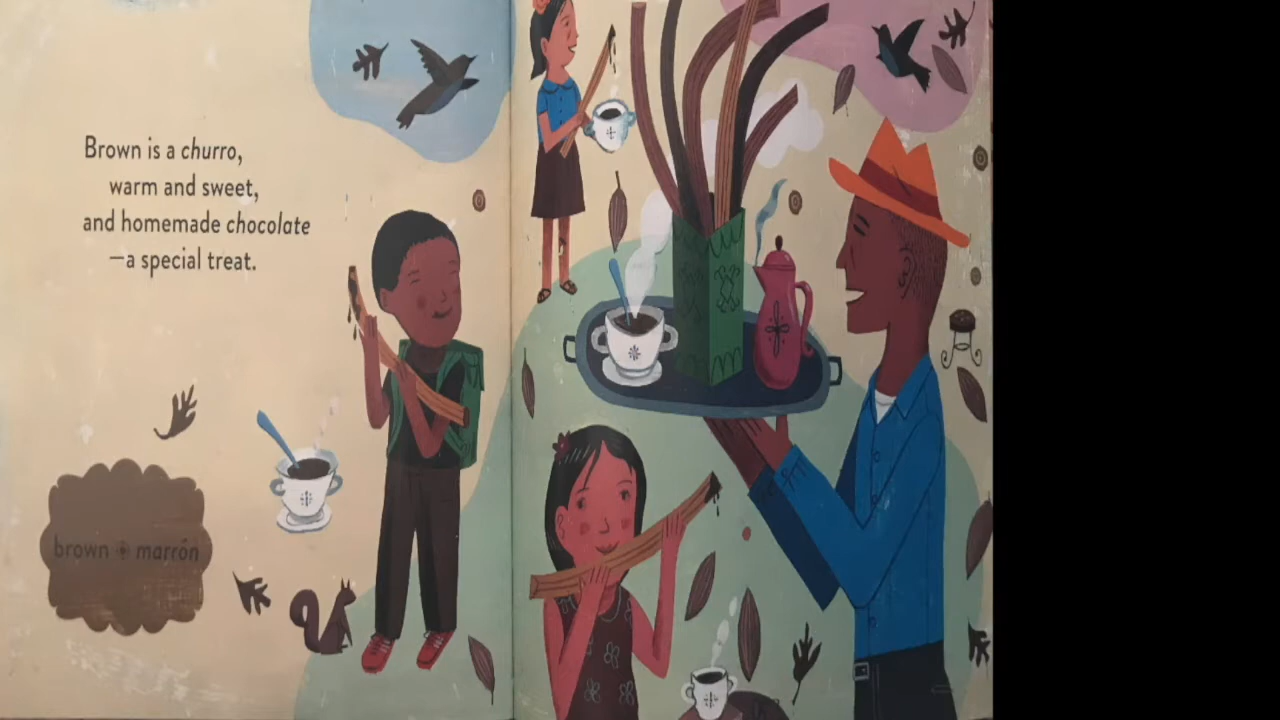 Brown is a churro,
warm and sweet,
and homemade chocolate
—a special treat.
brown marrón